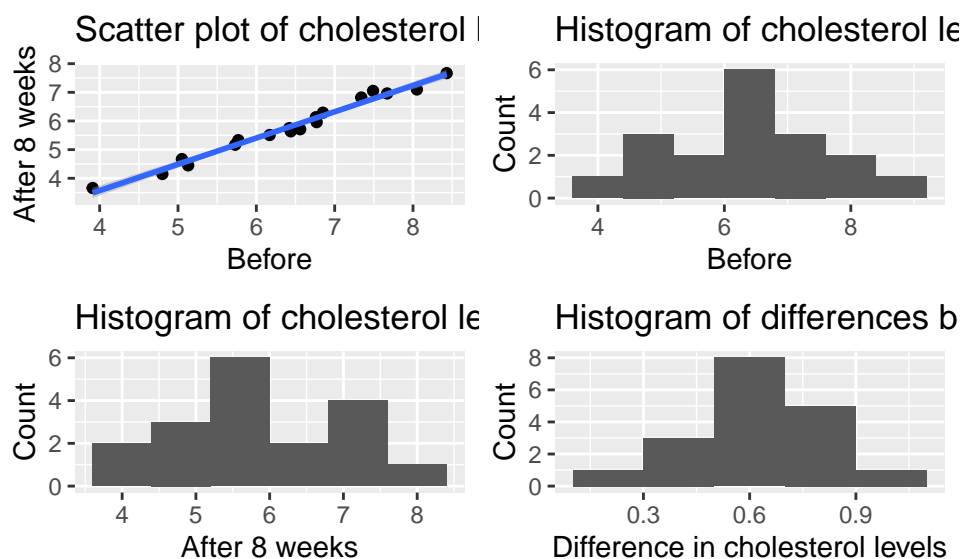 Scatter plot of cholesterol l
After 8 weeks
8
7
6
5
4
4 5 6 7 8
Before
Histogram of cholesterol le
Count
6
4
2
0
4 6 8
Before
Histogram of cholesterol le
Count
6
4
2
0
4 5 6 7 8
After 8 weeks
Histogram of differences b
Count
8
6
4
2
0
0.3 0.6 0.9
Difference in cholesterol levels